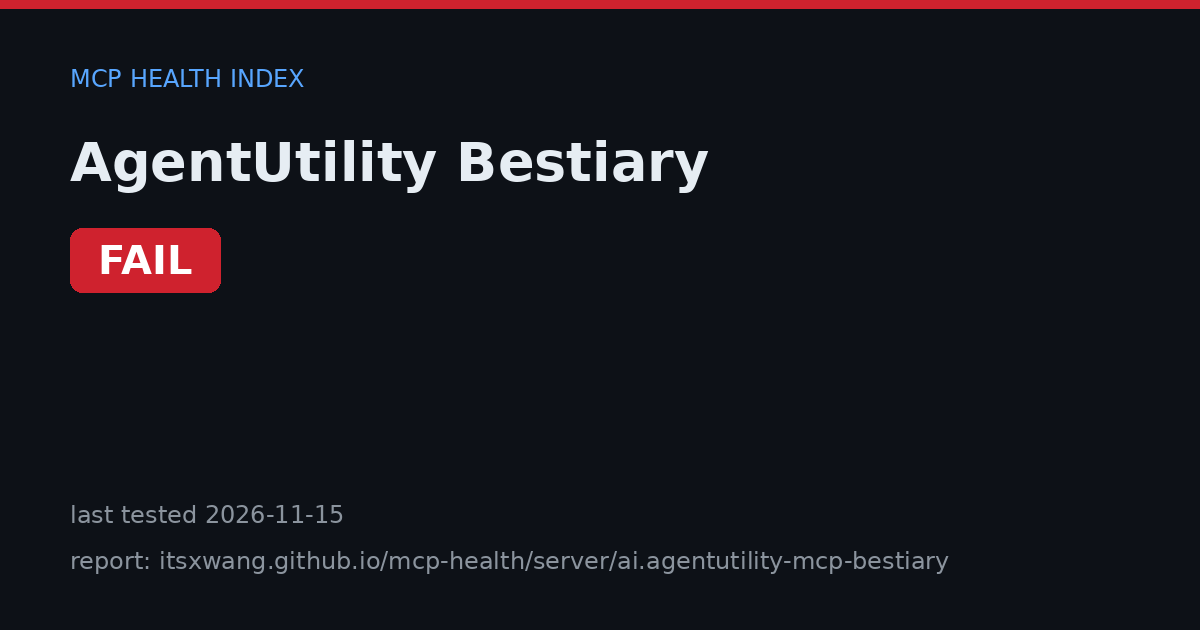 MCP HEALTH INDEX
AgentUtility Bestiary
FAIL
last tested 2026-11-15
report: itsxwang.github.io/mcp-health/server/ai.agentutility-mcp-bestiary